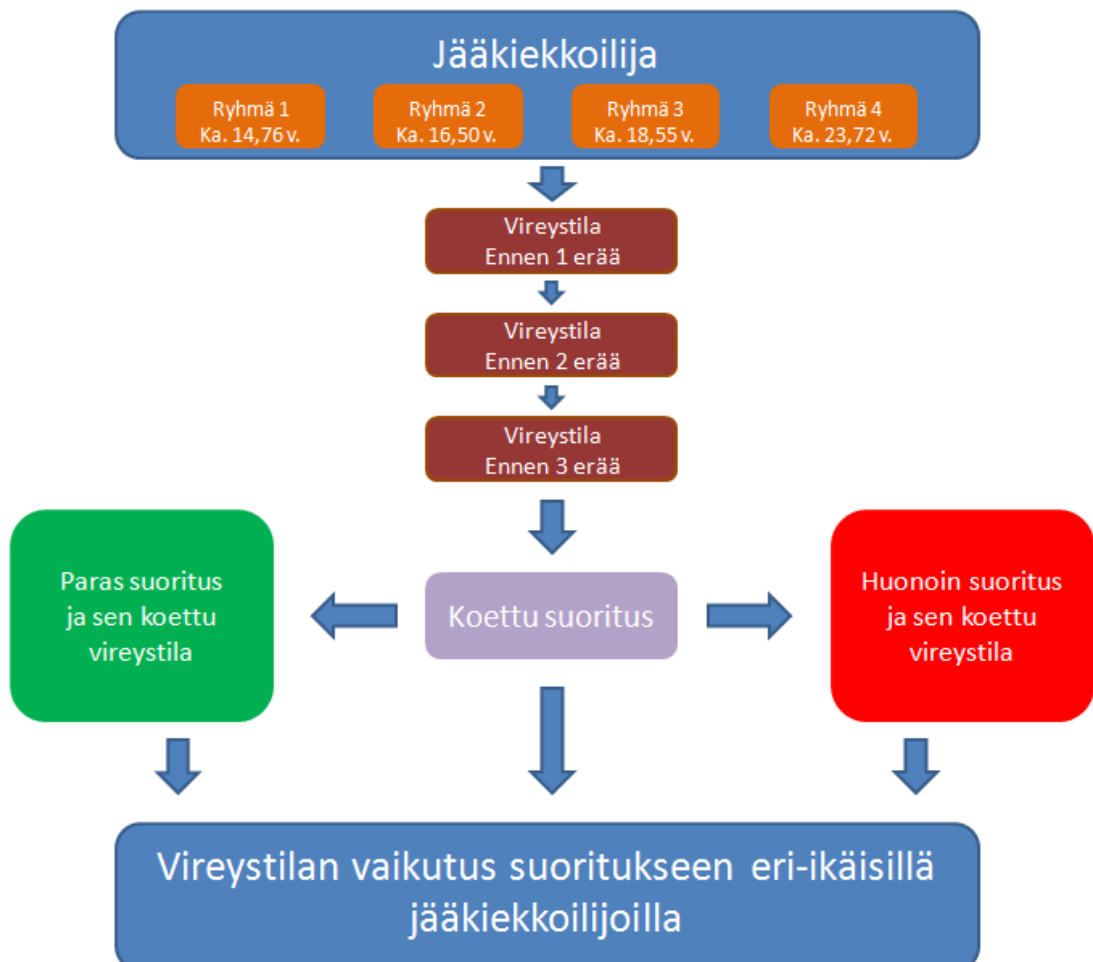 Jääkiekkoilija
Ryhmä 1
Ka. 14,76 v.
Ryhmä 2
Ka. 16,50 v.
Ryhmä 3
Ka. 18,55 v.
Ryhmä 4
Ka. 23,72 v.
Vireystila
Ennen 1 erää
Vireystila
Ennen 2 erää
Vireystila
Ennen 3 erää
Paras suoritus
ja sen koettu
vireystila
Koettu suoritus
Huonoin suoritus
ja sen koettu
vireystila
Vireystilan vaikutus suoritukseen eri-ikäisillä
jääkiekkoilijoilla